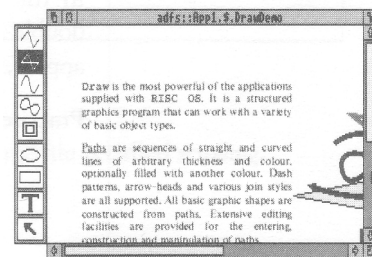 adfs::App1.$.DrawDemo
Draw is the most powerful of the applications
supplied with RISC OS. It is a structured
graphics program that can work with a variety
of basic object types.
Paths are sequences of straight and curved
lines of arbitrary thickness and colour,
optionally filled with another colour. Dash
patterns, arrow-heads and various join styles
are all supported. All basic graphic shapes are
constructed from paths. Extensive editing
facilities are provided for the entering,
construction and manipulation of paths.
T